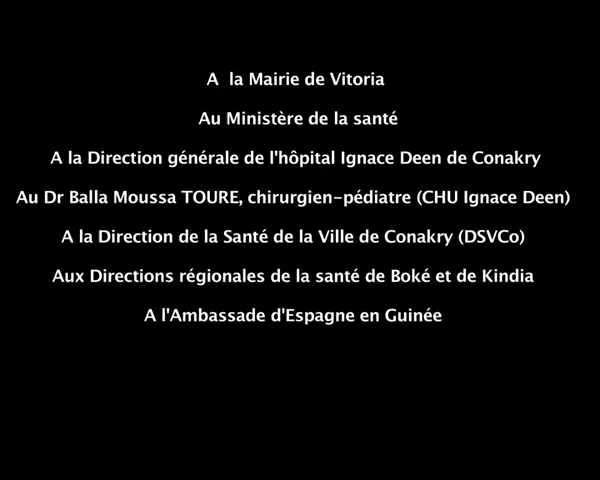 A  la Mairie de Vitoria
Au Ministère de la santé
A la Direction générale de l'hôpital Ignace Deen de Conakry
Au Dr Balla Moussa TOURE, chirurgien-pédiatre (CHU Ignace Deen)
A la Direction de la Santé de la Ville de Conakry (DSVCo)
Aux Directions régionales de la santé de Boké et de Kindia
A l'Ambassade d'Espagne en Guinée